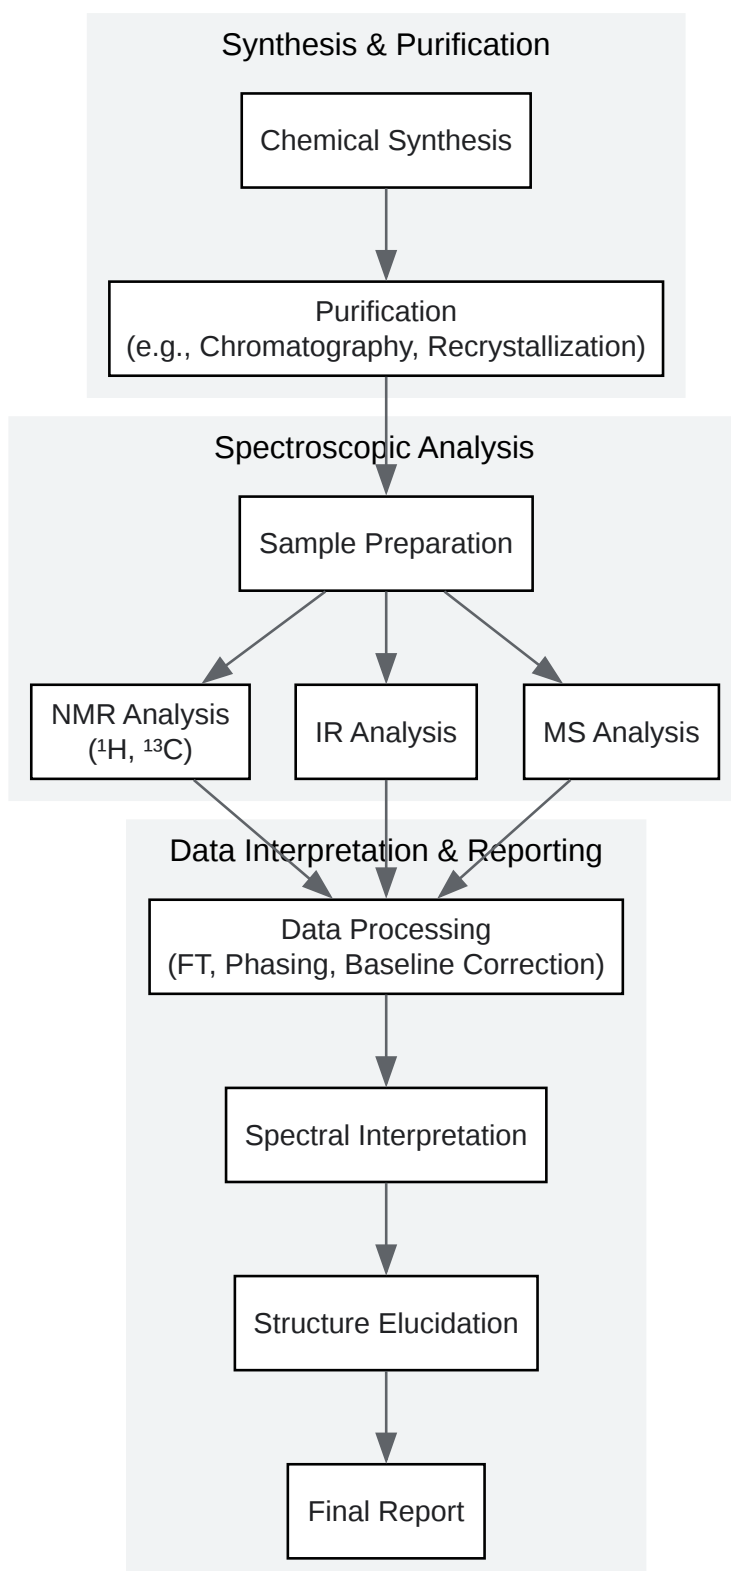 Synthesis & Purification
Chemical Synthesis
Purification
(e.g., Chromatography, Recrystallization)
Spectroscopic Analysis
Sample Preparation
NMR Analysis
(¹H, ¹³C)
IR Analysis
MS Analysis
Data Interpretation & Reporting
Data Processing
(FT, Phasing, Baseline Correction)
Spectral Interpretation
Structure Elucidation
Final Report